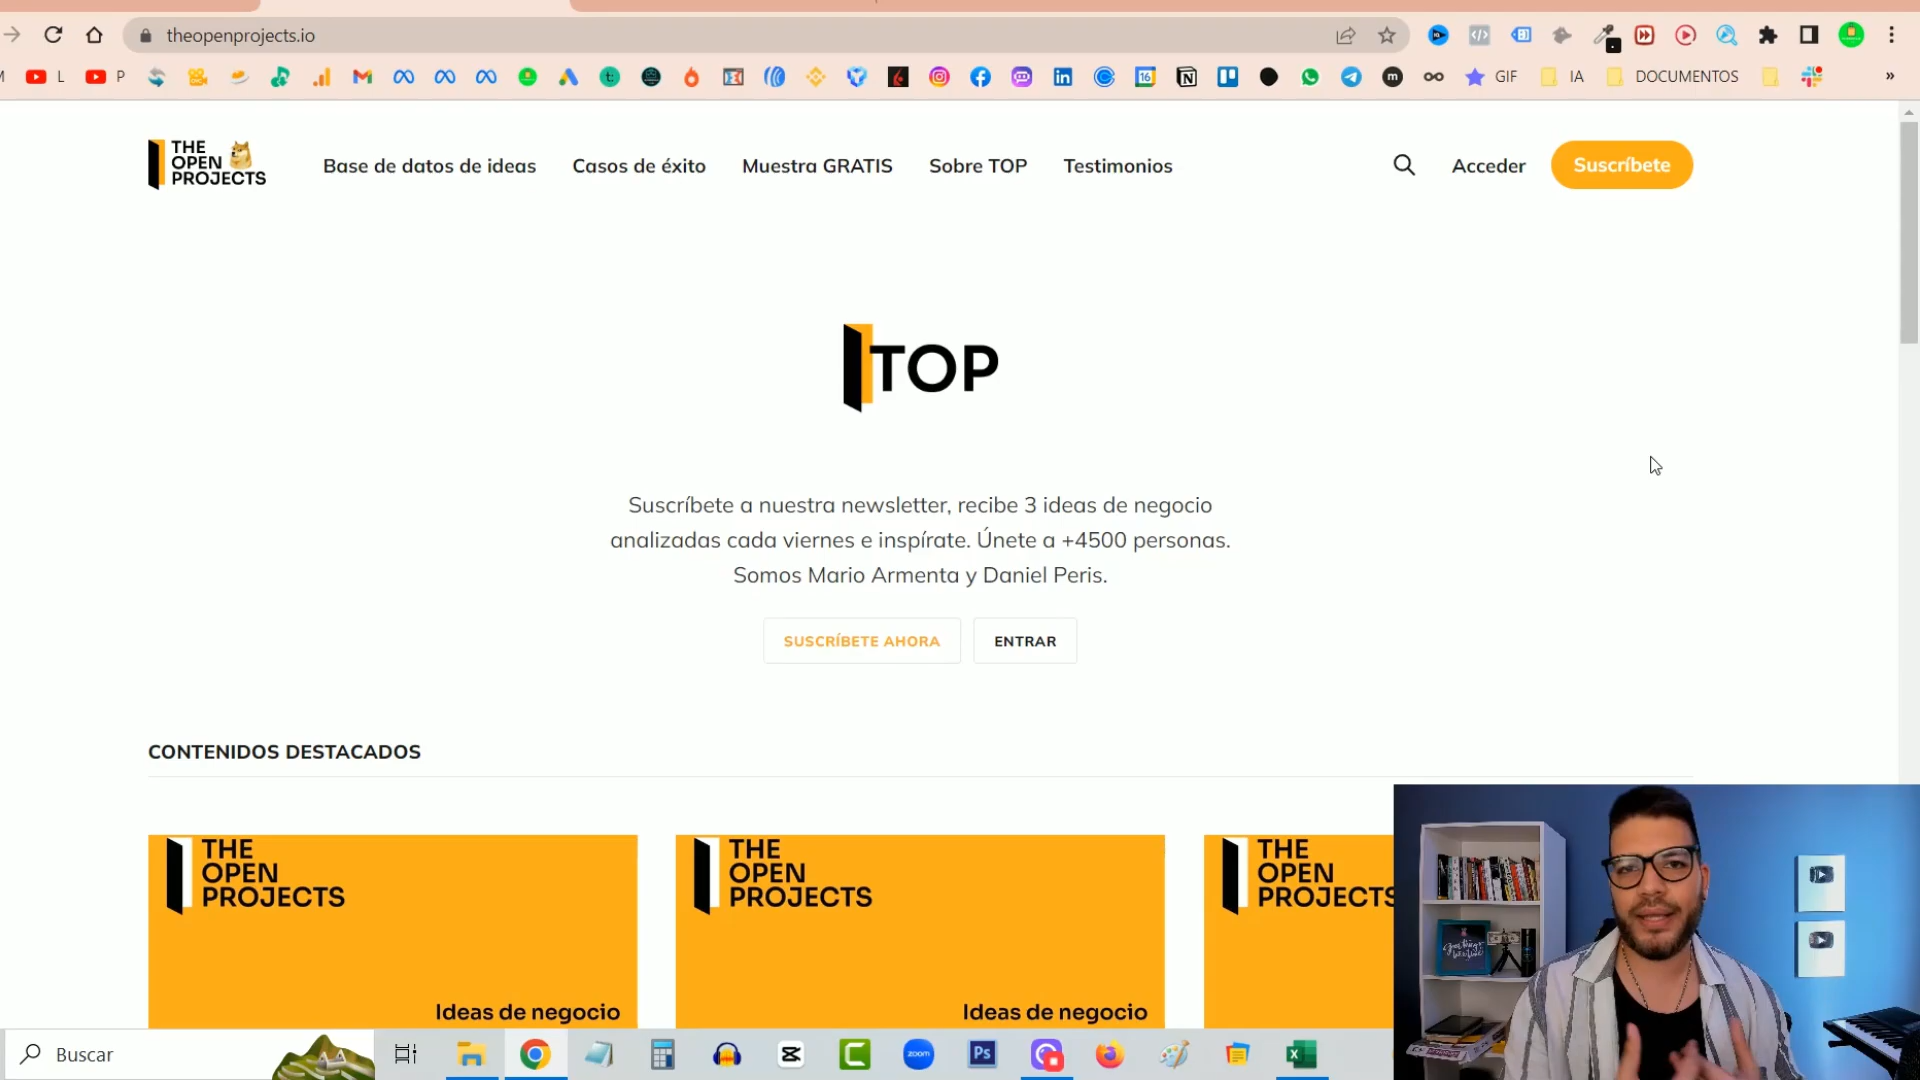 theopenprojects.io
L
P
GIF
IA
DOCUMENTOS
»
THE
OPEN
PROJECTS
Base de datos de ideas
Casos de éxito
Muestra GRATIS
Sobre TOP
Testimonios
Acceder
Suscríbete
TOP
Suscríbete a nuestra newsletter, recibe 3 ideas de negocio
analizadas cada viernes e inspírate. Únete a +4500 personas.
Somos Mario Armenta y Daniel Peris.
SUSCRÍBETE AHORA
ENTRAR
CONTENIDOS DESTACADOS
THE
OPEN
PROJECTS
Ideas de negocio
THE
OPEN
PROJECTS
Ideas de negocio
THE
OPEN
PROJECTS
Buscar
zoom
Ps